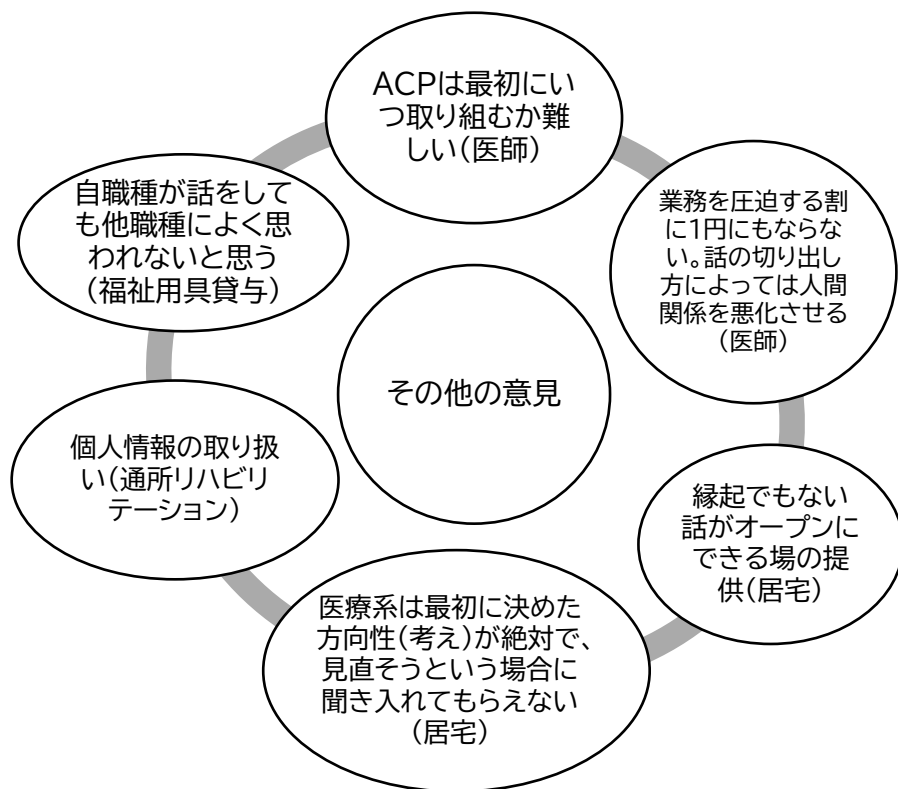 ACPは最初にい
つ取り組むか難
しい(医師)
業務を圧迫する割
に1円にもならな
い。話の切り出し
方によっては人間
関係を悪化させる
(医師)
縁起でもない
話がオープンに
できる場の提
供(居宅)
医療系は最初に決めた
方向性(考え)が絶対で、
見直そうという場合に
聞き入れてもらえない
(居宅)
個人情報の取り扱
い(通所リハビリ
テーション)
自職種が話をして
も他職種によく思
われないと思う
(福祉用具貸与)
その他の意見